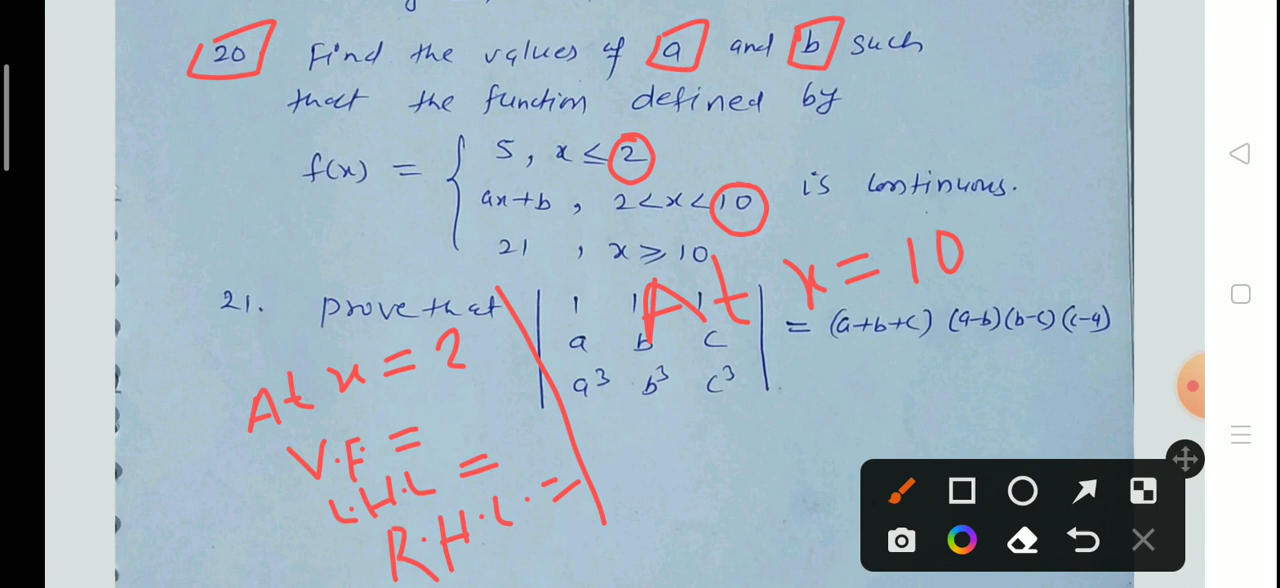 20 Find the values of a and b such
that the function defined by
f(x) = { 5, x ≤ 2
ax+b, 2<x<10 is continuous.
21, x ≥ 10
At x = 10
21. prove that | 1 1 1 | = (a+b+c) (a-b)(b-c)(c-a)
a b c
a³ b³ c³
At x = 2
V.F =
L.H.L =
R.H.L. =